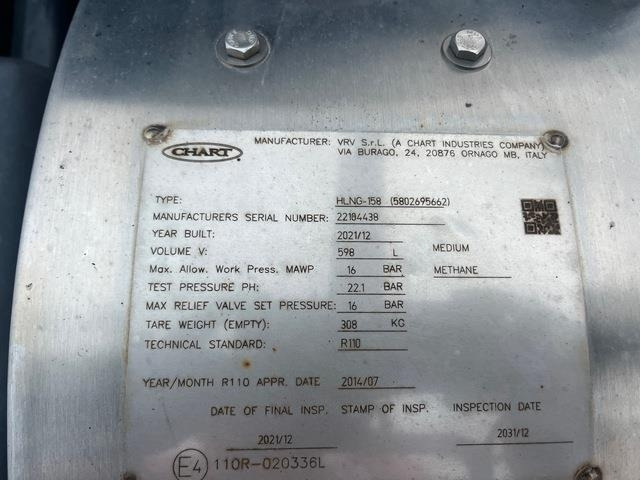 CHART
MANUFACTURER: VRV S.r.L. (A CHART INDUSTRIES COMPANY)
VIA BURAGO, 24, 20876 ORNAGO MB, ITALY
TYPE: HLNG-158 (5802695662)
MANUFACTURERS SERIAL NUMBER: 22184438
YEAR BUILT: 2021/12
VOLUME V: 598 L MEDIUM
Max. Allow. Work Press. MAWP 16 BAR METHANE
TEST PRESSURE PH: 22.1 BAR
MAX RELIEF VALVE SET PRESSURE: 16 BAR
TARE WEIGHT (EMPTY): 308 KG
TECHNICAL STANDARD: R110
YEAR/MONTH R110 APPR. DATE 2014/07
DATE OF FINAL INSP. STAMP OF INSP. INSPECTION DATE
2021/12 2031/12
E4 110R-020336L